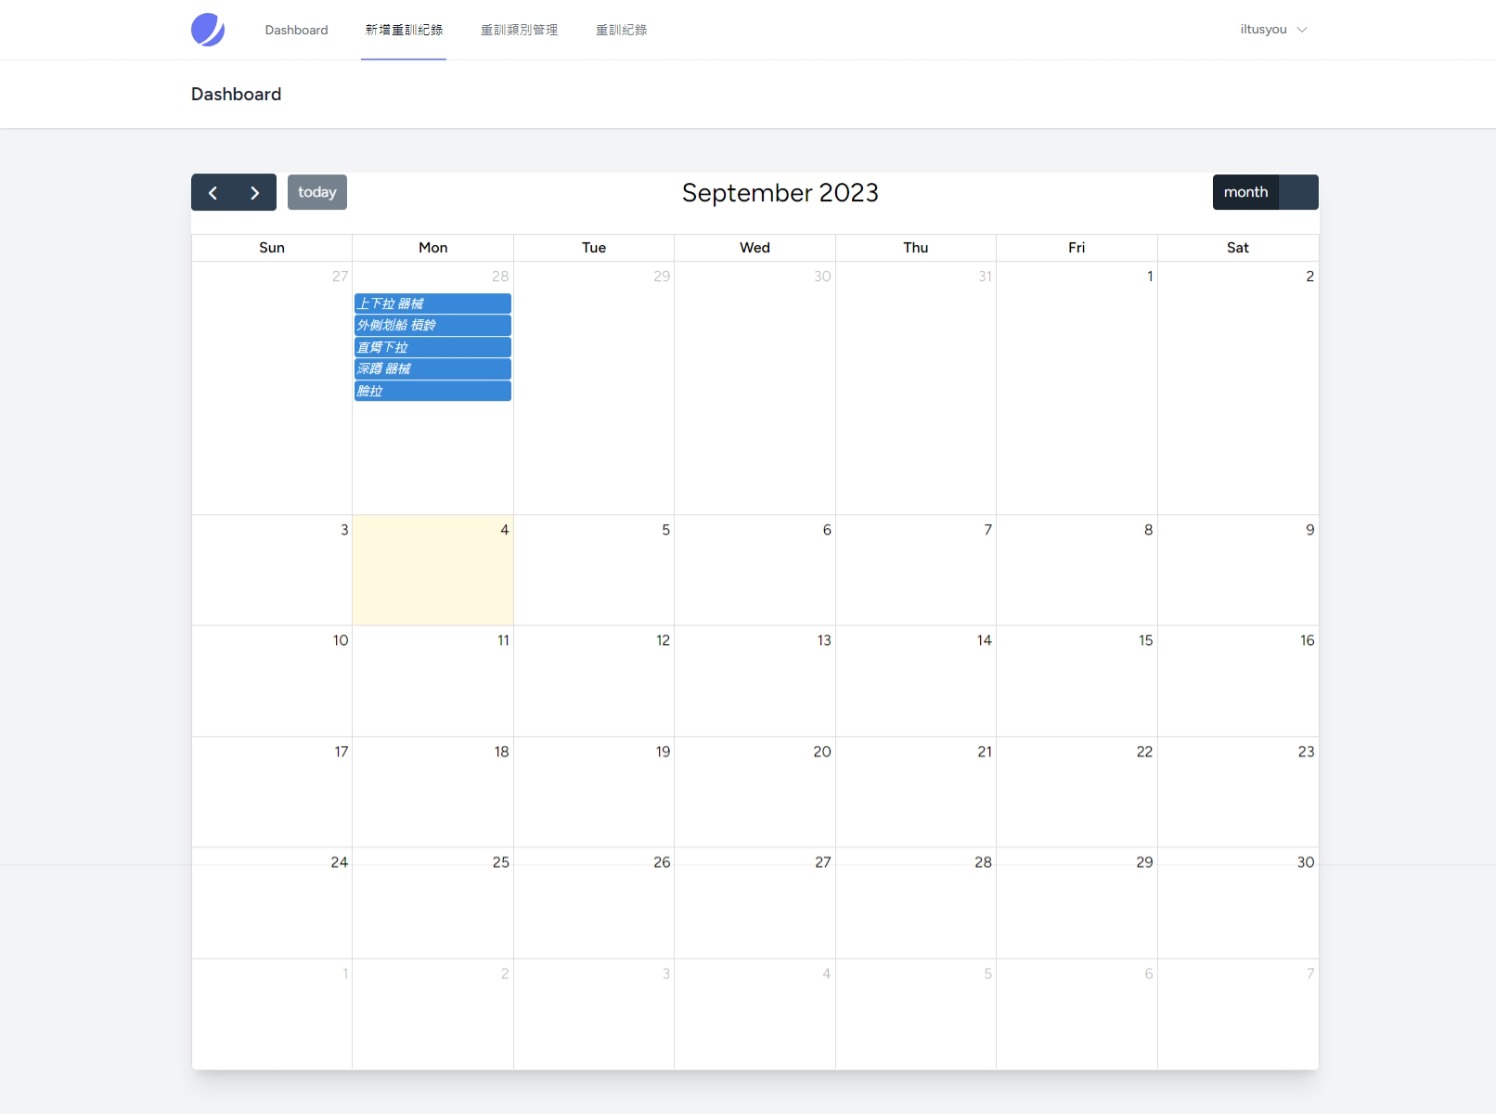 Dashboard 新增重訓紀錄 重訓類別管理 重訓紀錄 iltusyou
Dashboard
today September 2023 month
Sun Mon Tue Wed Thu Fri Sat
27 28 29 30 31 1 2
上下拉 器械
外側划船 槓鈴
直臂下拉
深蹲 器械
臉拉
3 4 5 6 7 8 9
10 11 12 13 14 15 16
17 18 19 20 21 22 23
24 25 26 27 28 29 30
1 2 3 4 5 6 7